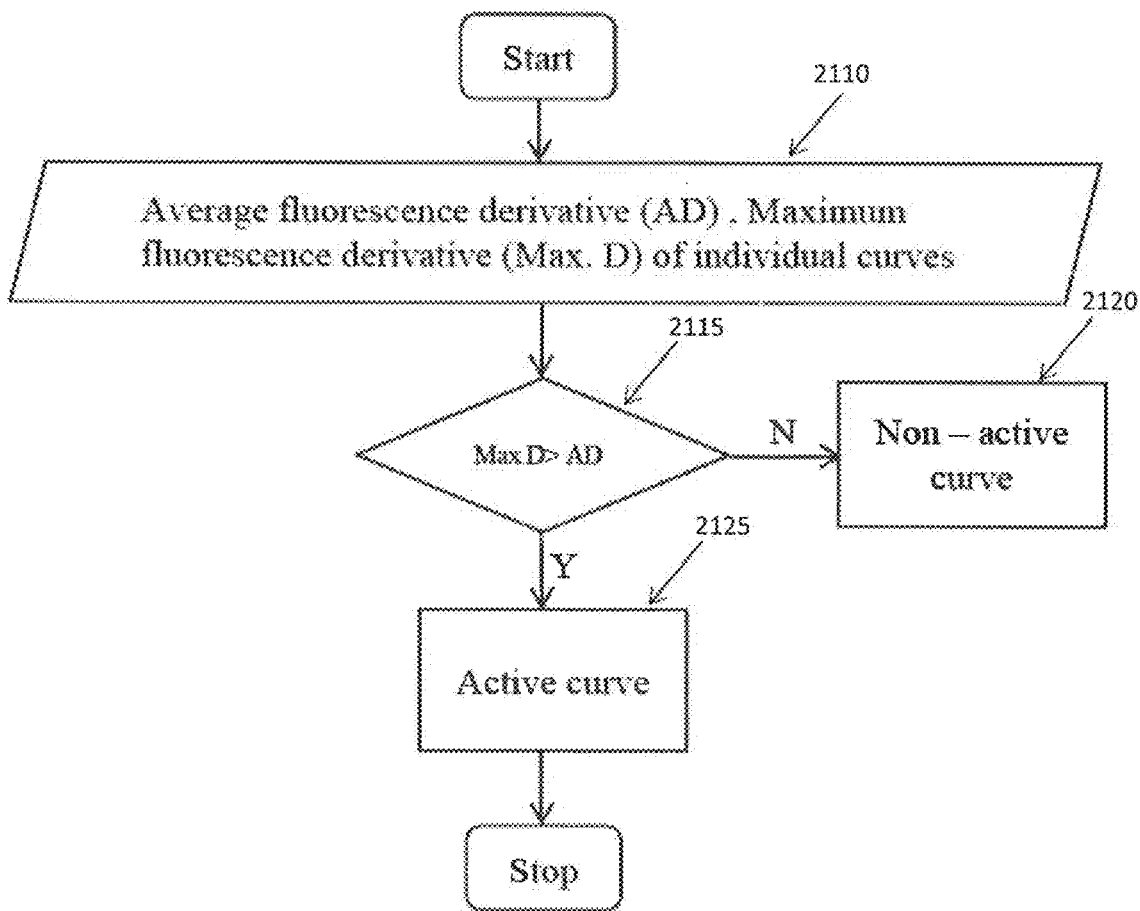 Start
2110
Average fluorescence derivative (AD) . Maximum
fluorescence derivative (Max. D) of individual curves
2115
2120
Max D> AD
N
Non – active
curve
Y
2125
Active curve
Stop